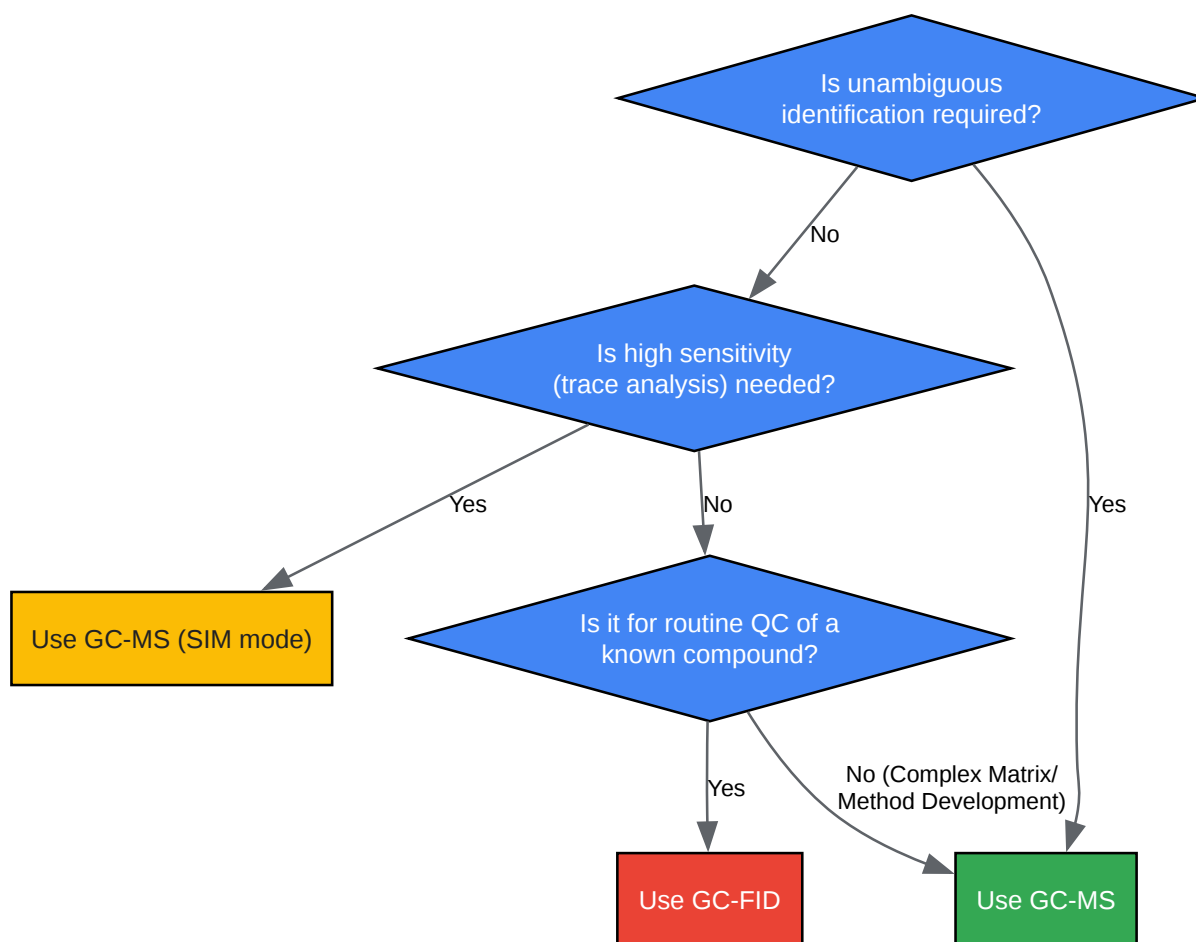 Is unambiguous
identification required?
No
Is high sensitivity
(trace analysis) needed?
Yes
No
Yes
Use GC-MS (SIM mode)
Is it for routine QC of a
known compound?
Yes
No (Complex Matrix/
Method Development)
Use GC-FID
Use GC-MS